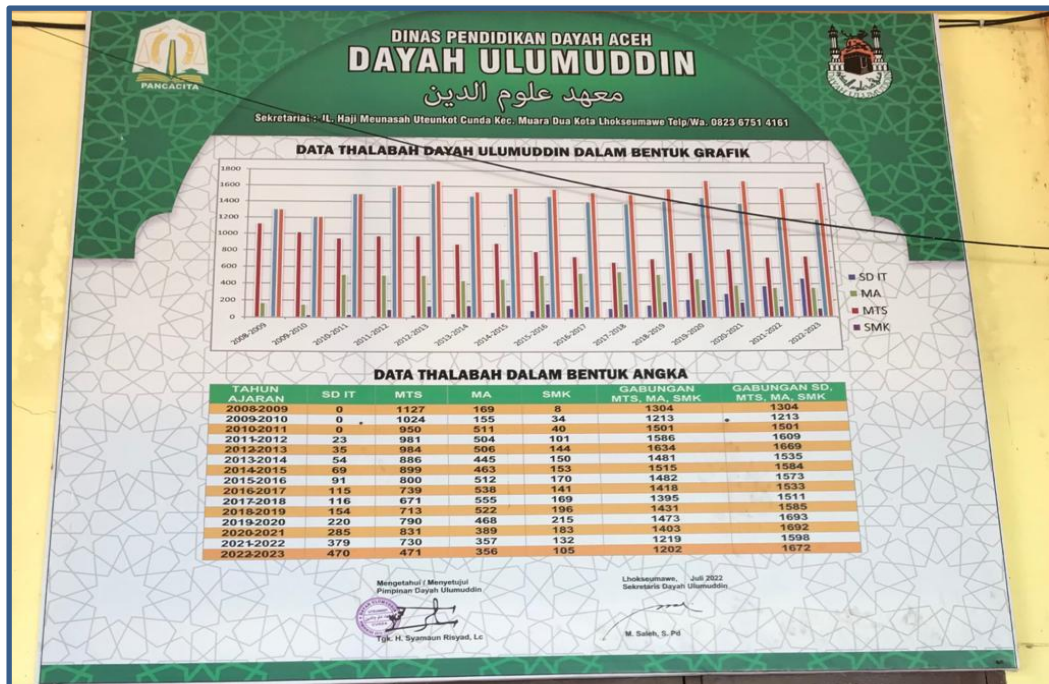 PANCACITA
DINAS PENDIDIKAN DAYAH ACEH
DAYAH ULUMUDDIN
معهد علوم الدين
Sekretariat : JL, Haji Meunasah Uteunkot Cunda Kec. Muara Dua Kota Lhokseumawe Telp/Wa. 0823 6751 4161
DATA THALABAH DAYAH ULUMUDDIN DALAM BENTUK GRAFIK
1800
1600
1400
1200
1000
800
600
400
200
0
2008-2009 2009-2010 2010-2011 2011-2012 2012-2013 2013-2014 2014-2015 2015-2016 2016-2017 2017-2018 2018-2019 2019-2020 2020-2021 2021-2022 2022-2023
SD IT
MA
MTS
SMK
DATA THALABAH DALAM BENTUK ANGKA
TAHUN AJARAN SD IT MTS MA SMK GABUNGAN MTS, MA, SMK GABUNGAN SD, MTS, MA, SMK
2008-2009 0 1127 169 8 1304 1304
2009-2010 0 1024 155 34 1213 1213
2010-2011 0 950 511 40 1501 1501
2011-2012 23 981 504 101 1586 1609
2012-2013 35 984 506 144 1634 1669
2013-2014 54 886 445 150 1481 1535
2014-2015 69 899 463 153 1515 1584
2015-2016 91 800 512 170 1482 1573
2016-2017 115 739 538 141 1418 1533
2017-2018 116 671 555 169 1395 1511
2018-2019 154 713 522 196 1431 1585
2019-2020 220 790 468 215 1473 1693
2020-2021 285 831 389 183 1403 1692
2021-2022 379 730 357 132 1219 1598
2022-2023 470 471 356 105 1202 1672
Mengetahui / Menyetujui
Pimpinan Dayah Ulumuddin
Tgk. H. Syamaun Risyad, Lc
Lhokseumawe, Juli 2022
Sekretaris Dayah Ulumuddin
M. Saleh, S. Pd